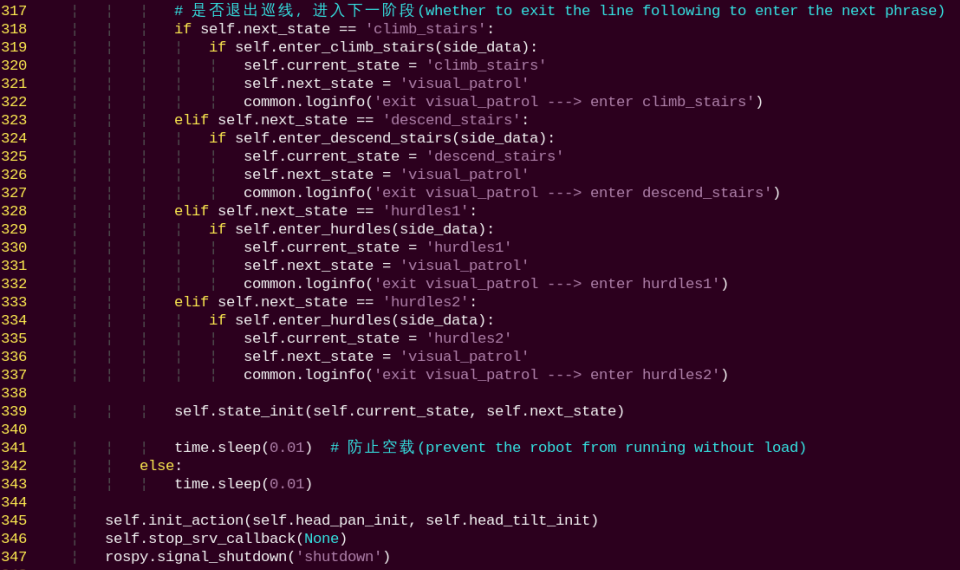 317 # 是否退出巡线, 进入下一阶段(whether to exit the line following to enter the next phrase)
318 if self.next_state == 'climb_stairs':
319 if self.enter_climb_stairs(side_data):
320 self.current_state = 'climb_stairs'
321 self.next_state = 'visual_patrol'
322 common.loginfo('exit visual_patrol ---> enter climb_stairs')
323 elif self.next_state == 'descend_stairs':
324 if self.enter_descend_stairs(side_data):
325 self.current_state = 'descend_stairs'
326 self.next_state = 'visual_patrol'
327 common.loginfo('exit visual_patrol ---> enter descend_stairs')
328 elif self.next_state == 'hurdles1':
329 if self.enter_hurdles(side_data):
330 self.current_state = 'hurdles1'
331 self.next_state = 'visual_patrol'
332 common.loginfo('exit visual_patrol ---> enter hurdles1')
333 elif self.next_state == 'hurdles2':
334 if self.enter_hurdles(side_data):
335 self.current_state = 'hurdles2'
336 self.next_state = 'visual_patrol'
337 common.loginfo('exit visual_patrol ---> enter hurdles2')
338
339 self.state_init(self.current_state, self.next_state)
340
341 time.sleep(0.01) # 防止空载(prevent the robot from running without load)
342 else:
343 time.sleep(0.01)
344
345 self.init_action(self.head_pan_init, self.head_tilt_init)
346 self.stop_srv_callback(None)
347 rospy.signal_shutdown('shutdown')